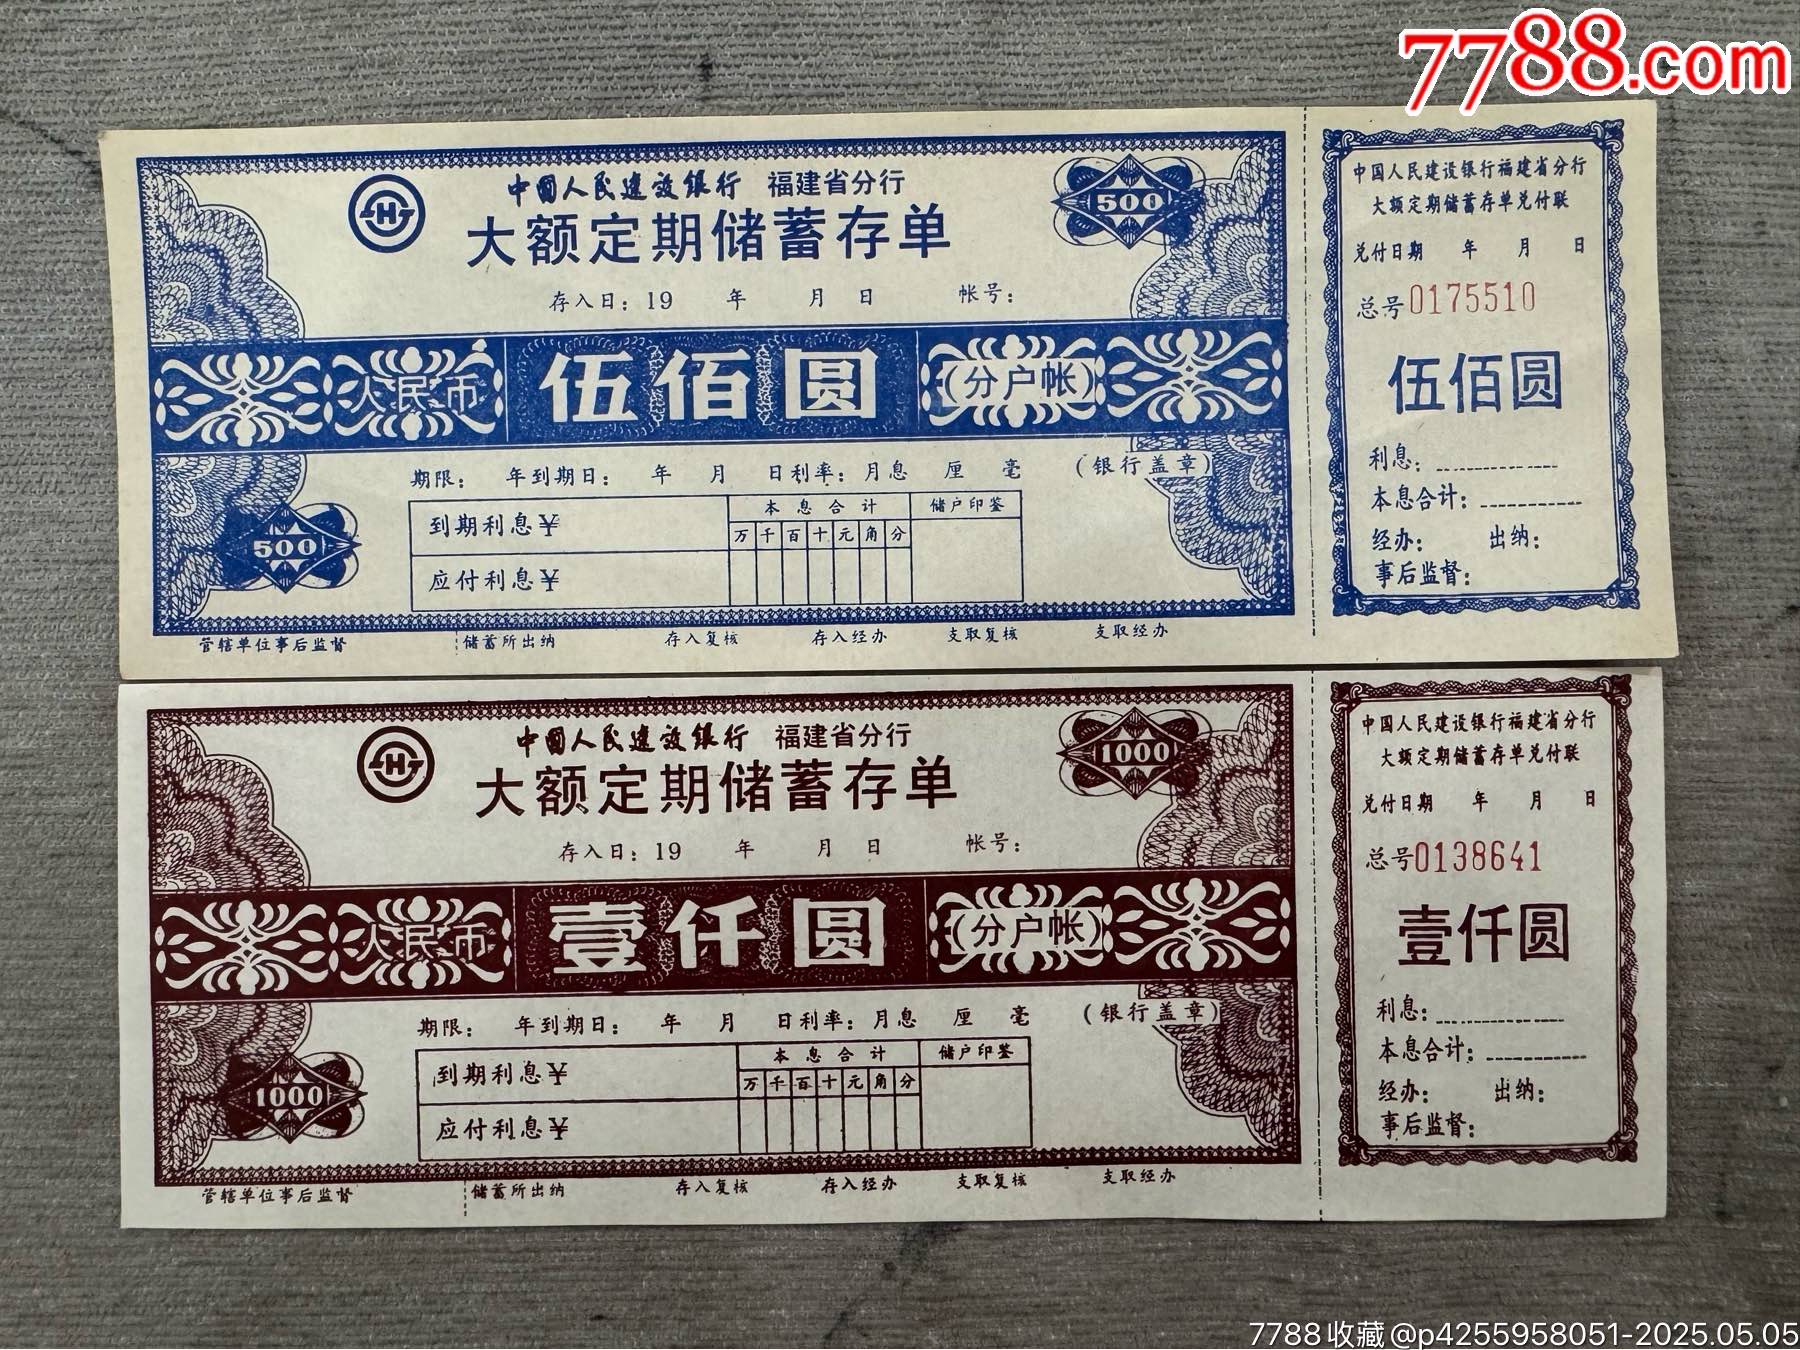 7788.com
中国人民建设银行 福建省分行
大额定期储蓄存单
500
存入日：19 年 月 日 帐号：
人民币 伍佰圆 (分户帐)
期限： 年到期日： 年 月 日利率：月息 厘 毫 (银行盖章)
到期利息¥ 本息合计 储户印鉴
万 千 百 十 元 角 分
应付利息¥
500
管辖单位事后监督 储蓄所出纳 存入复核 存入经办 支取复核 支取经办
中国人民建设银行福建省分行
大额定期储蓄存单兑付联
兑付日期 年 月 日
总号0175510
伍佰圆
利息：
本息合计：
经办： 出纳：
事后监督：
中国人民建设银行 福建省分行
大额定期储蓄存单
1000
存入日：19 年 月 日 帐号：
人民币 壹仟圆 (分户帐)
期限： 年到期日： 年 月 日利率：月息 厘 毫 (银行盖章)
到期利息¥ 本息合计 储户印鉴
万 千 百 十 元 角 分
应付利息¥
1000
管辖单位事后监督 储蓄所出纳 存入复核 存入经办 支取复核 支取经办
中国人民建设银行福建省分行
大额定期储蓄存单兑付联
兑付日期 年 月 日
总号0138641
壹仟圆
利息：
本息合计：
经办： 出纳：
事后监督：
7788收藏@p4255958051-2025.05.05